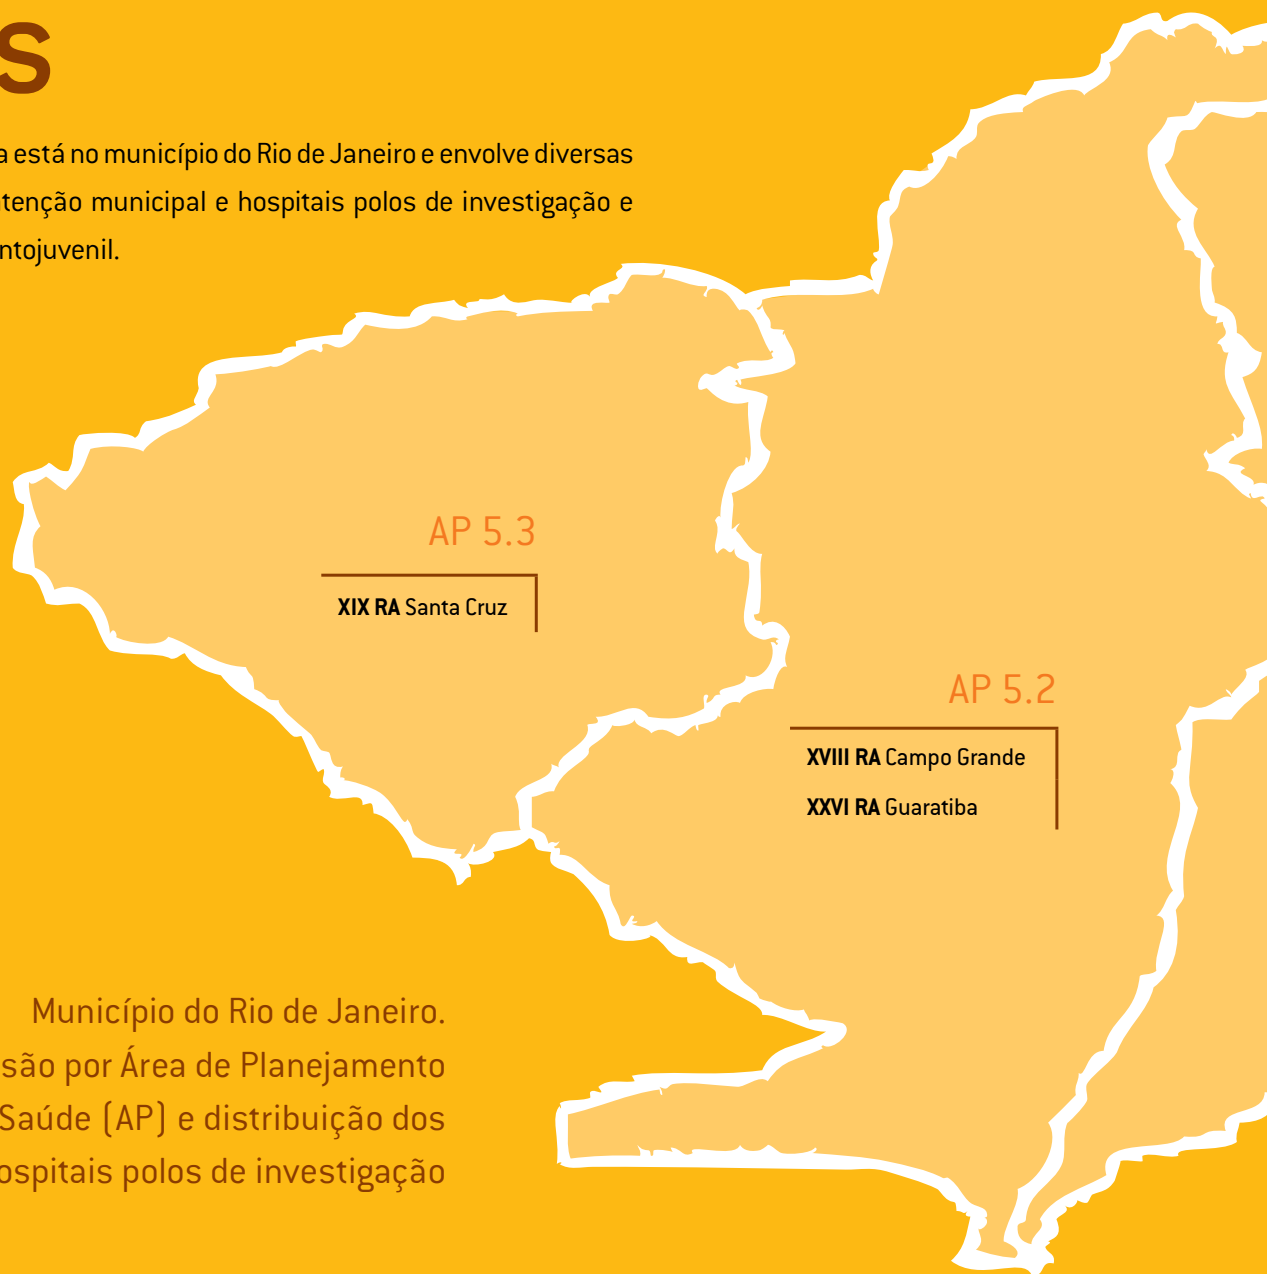 s
a está no município do Rio de Janeiro e envolve diversas
tenção municipal e hospitais polos de investigação e
ntojuvenil.
AP 5.3
XIX RA Santa Cruz
AP 5.2
XVIII RA Campo Grande
XXVI RA Guaratiba
Município do Rio de Janeiro.
são por Área de Planejamento
Saúde (AP) e distribuição dos
ospitais polos de investigação